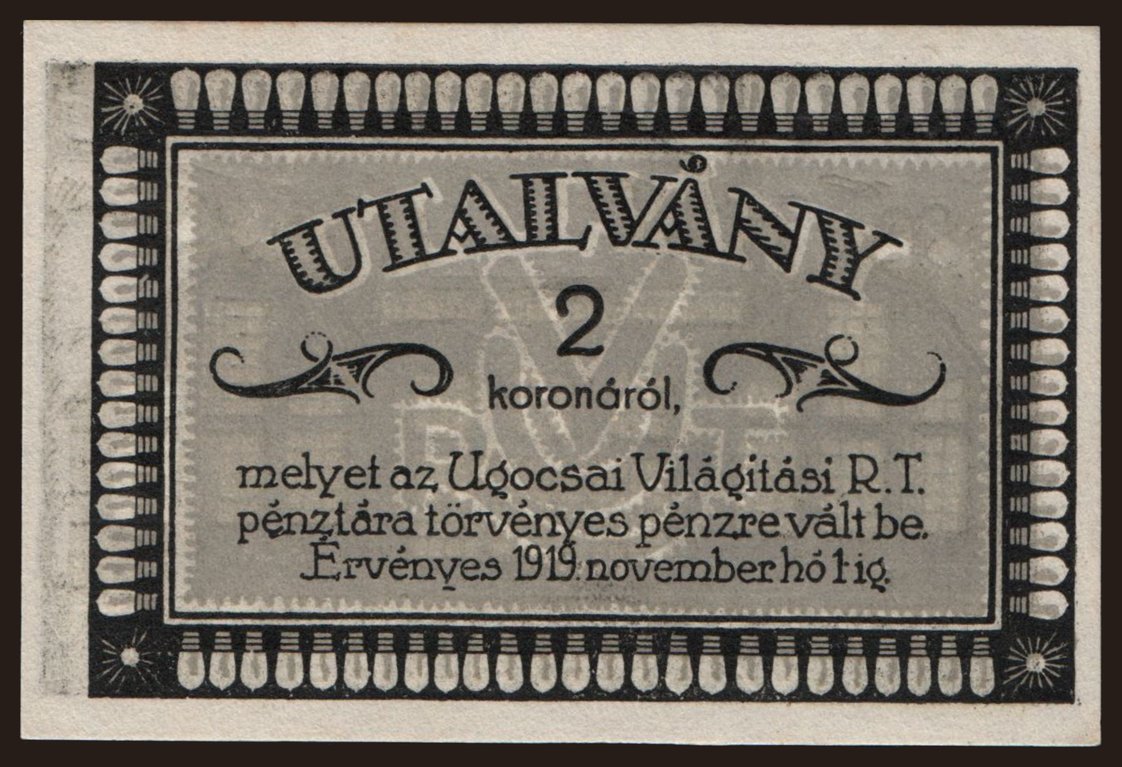 UTALVÁNY
2
koronáról,
melyet az Ugocsai Világitási R.T.
pénztára törvényes pénzre vált be.
Érvényes 1919. november hó 1-ig.